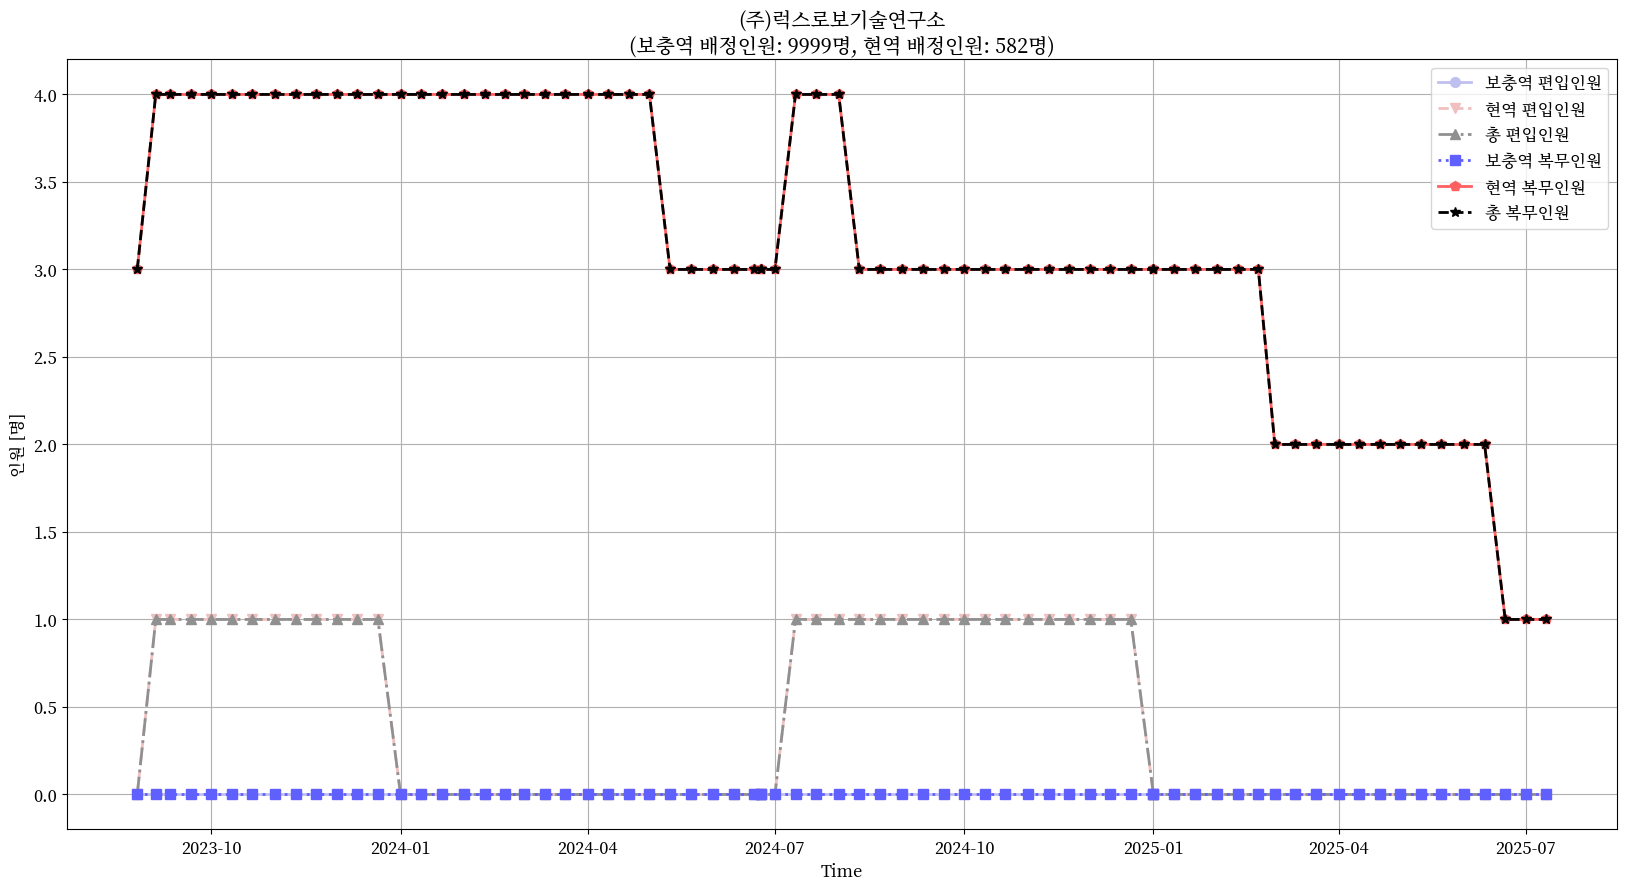 (주)럭스로보기술연구소
(보충역 배정인원: 9999명, 현역 배정인원: 582명)
보충역 편입인원
현역 편입인원
총 편입인원
보충역 복무인원
현역 복무인원
총 복무인원
4.0
3.5
3.0
2.5
2.0
1.5
1.0
0.5
0.0
인원 [명]
2023-10
2024-01
2024-04
2024-07
2024-10
2025-01
2025-04
2025-07
Time